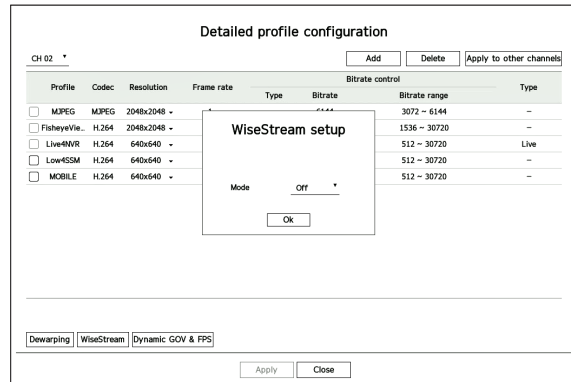 Detailed profile configuration
CH 02
Add Delete Apply to other channels
Profile Codec Resolution Frame rate Bitrate control Type
Type Bitrate Bitrate range
MJPEG MJPEG 2048x2048 3072 ~ 6144 –
FisheyeVie... H.264 2048x2048 1536 ~ 30720 –
Live4NVR H.264 640x640 512 ~ 30720 Live
Low4SSM H.264 640x640 512 ~ 30720 –
MOBILE H.264 640x640 512 ~ 30720 –
WiseStream setup
Mode Off
Ok
Dewarping WiseStream Dynamic GOV & FPS
Apply Close